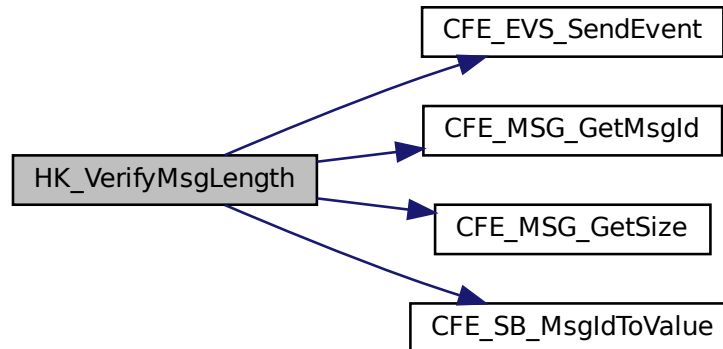 CFE_EVS_SendEvent
CFE_MSG_GetMsgId
HK_VerifyMsgLength
CFE_MSG_GetSize
CFE_SB_MsgIdToValue